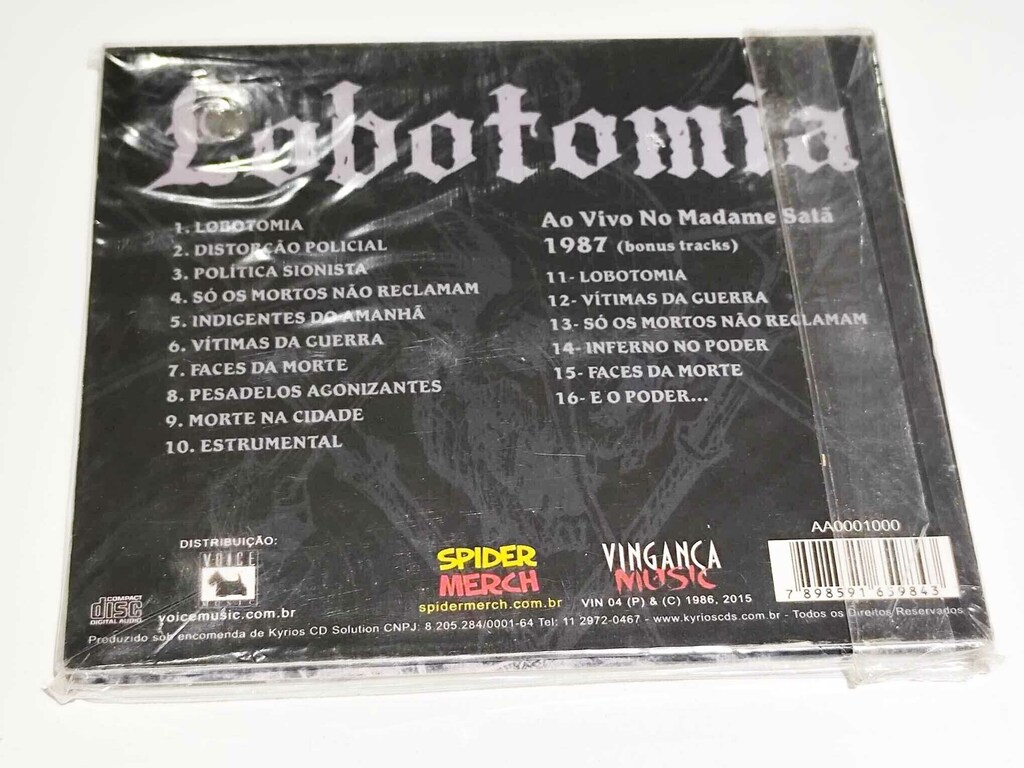 Lobotomia
1. LOBOTOMIA
2. DISTORÇÃO POLICIAL
3. POLÍTICA SIONISTA
4. SÓ OS MORTOS NÃO RECLAMAM
5. INDIGENTES DO AMANHÃ
6. VÍTIMAS DA GUERRA
7. FACES DA MORTE
8. PESADELOS AGONIZANTES
9. MORTE NA CIDADE
10. ESTRUMENTAL
Ao Vivo No Madame Satã
1987 (bonus tracks)
11- LOBOTOMIA
12- VÍTIMAS DA GUERRA
13- SÓ OS MORTOS NÃO RECLAMAM
14- INFERNO NO PODER
15- FACES DA MORTE
16- E O PODER...
AA0001000
DISTRIBUIÇÃO:
VOICE
MUSIC
voicemusic.com.br
COMPACT
disc
DIGITAL AUDIO
SPIDER
MERCH
spidermerch.com.br
VINGANÇA
MUSIC
VIN 04 (P) & (C) 1986, 2015
7 898591 639843
Produzido sob encomenda de Kyrios CD Solution CNPJ: 8.205.284/0001-64 Tel: 11 2972-0467 - www.kyrioscds.com.br - Todos os Direitos Reservados